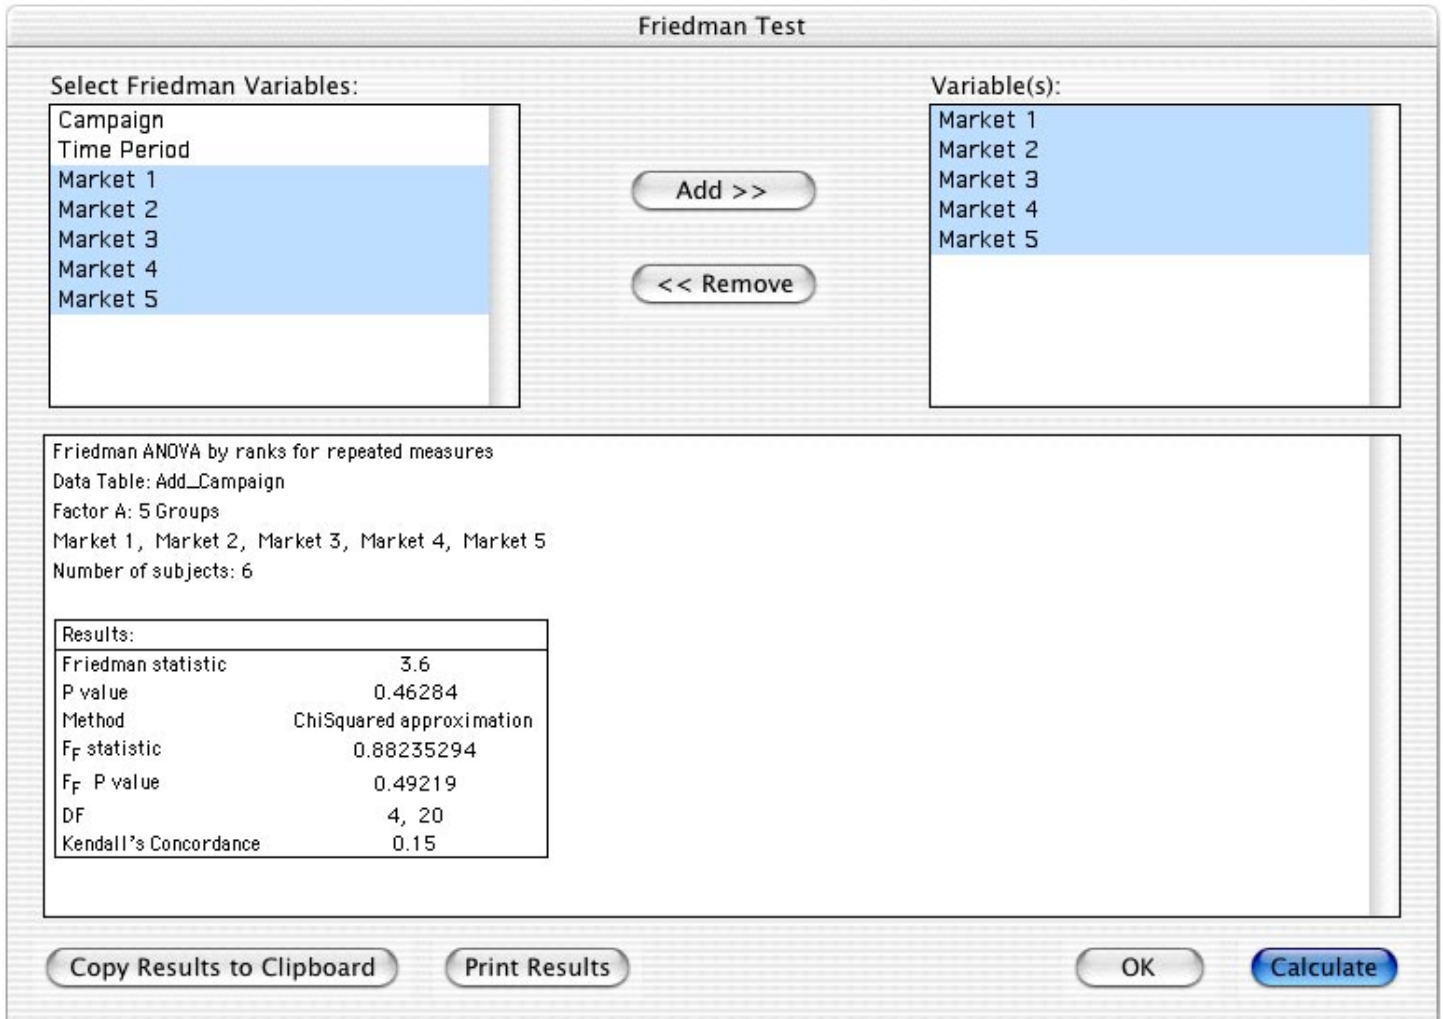 Friedman Test
Select Friedman Variables:
Campaign
Time Period
Market 1
Market 2
Market 3
Market 4
Market 5
Add >>
<< Remove
Variable(s):
Market 1
Market 2
Market 3
Market 4
Market 5
Friedman ANOVA by ranks for repeated measures
Data Table: Add_Campaign
Factor A: 5 Groups
Market 1, Market 2, Market 3, Market 4, Market 5
Number of subjects: 6
Results:
Friedman statistic 3.6
P value 0.46284
Method ChiSquared approximation
FF statistic 0.88235294
FF P value 0.49219
DF 4, 20
Kendall's Concordance 0.15
Copy Results to Clipboard
Print Results
OK
Calculate